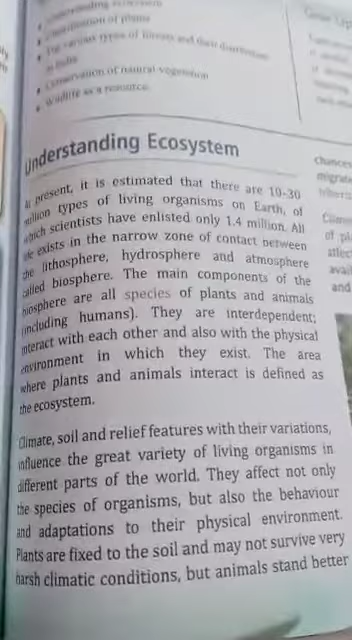 Understanding Ecosystem
of plants
The various types of forests and their distribution
in India
Conservation of natural vegetation
Wildlife as a resource
Understanding Ecosystem
At present, it is estimated that there are 10-30
million types of living organisms on Earth, of
which scientists have enlisted only 1.4 million. All
life exists in the narrow zone of contact between
the lithosphere, hydrosphere and atmosphere
called biosphere. The main components of the
biosphere are all species of plants and animals
(including humans). They are interdependent;
interact with each other and also with the physical
environment in which they exist. The area
where plants and animals interact is defined as
the ecosystem.
Climate, soil and relief features with their variations,
influence the great variety of living organisms in
different parts of the world. They affect not only
the species of organisms, but also the behaviour
and adaptations to their physical environment.
Plants are fixed to the soil and may not survive very
harsh climatic conditions, but animals stand better
chances
of
and